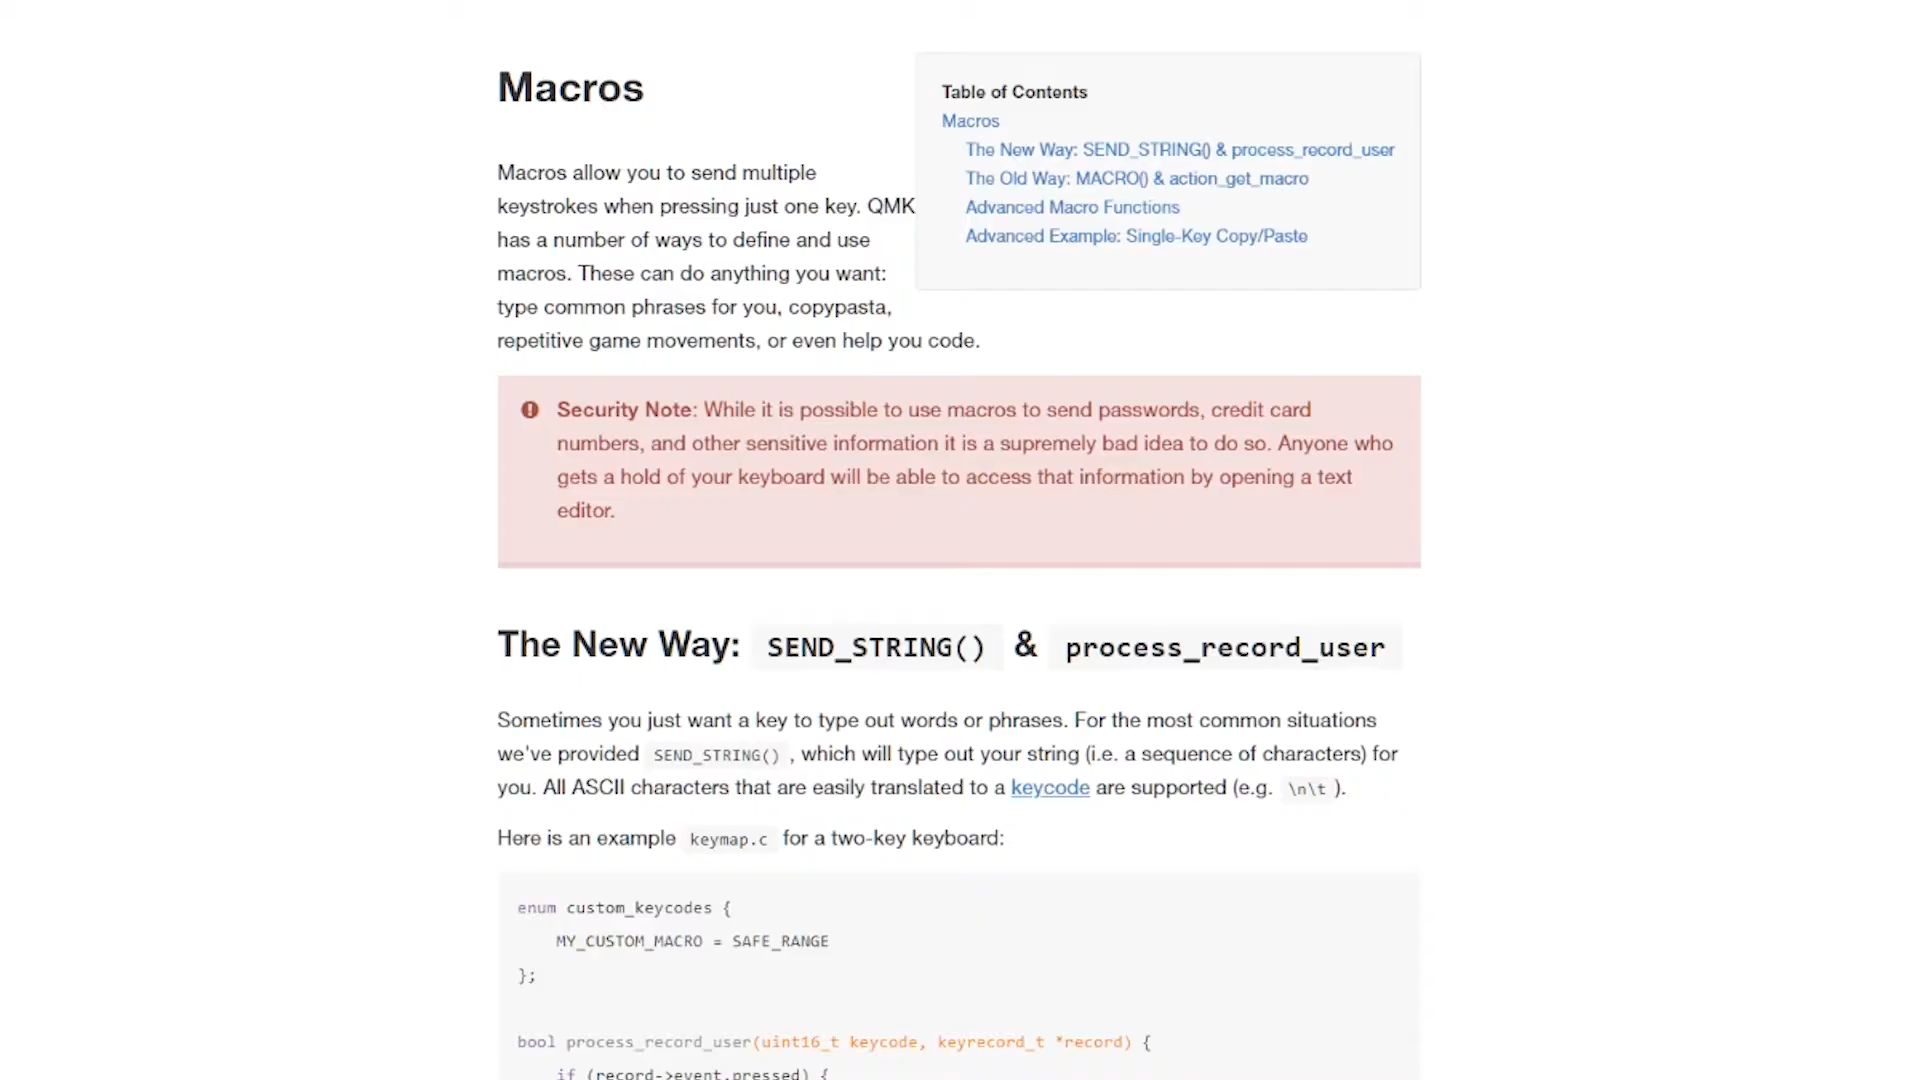 Macros
Table of Contents
Macros
The New Way: SEND_STRING() & process_record_user
The Old Way: MACRO() & action_get_macro
Advanced Macro Functions
Advanced Example: Single-Key Copy/Paste
Macros allow you to send multiple
keystrokes when pressing just one key. QMK
has a number of ways to define and use
macros. These can do anything you want:
type common phrases for you, copypasta,
repetitive game movements, or even help you code.
Security Note: While it is possible to use macros to send passwords, credit card
numbers, and other sensitive information it is a supremely bad idea to do so. Anyone who
gets a hold of your keyboard will be able to access that information by opening a text
editor.
The New Way: SEND_STRING() & process_record_user
Sometimes you just want a key to type out words or phrases. For the most common situations
we've provided SEND_STRING() , which will type out your string (i.e. a sequence of characters) for
you. All ASCII characters that are easily translated to a keycode are supported (e.g. \n\t ).
Here is an example keymap.c for a two-key keyboard:
enum custom_keycodes {
MY_CUSTOM_MACRO = SAFE_RANGE
};
bool process_record_user(uint16_t keycode, keyrecord_t *record) {
if (record->event.pressed) {